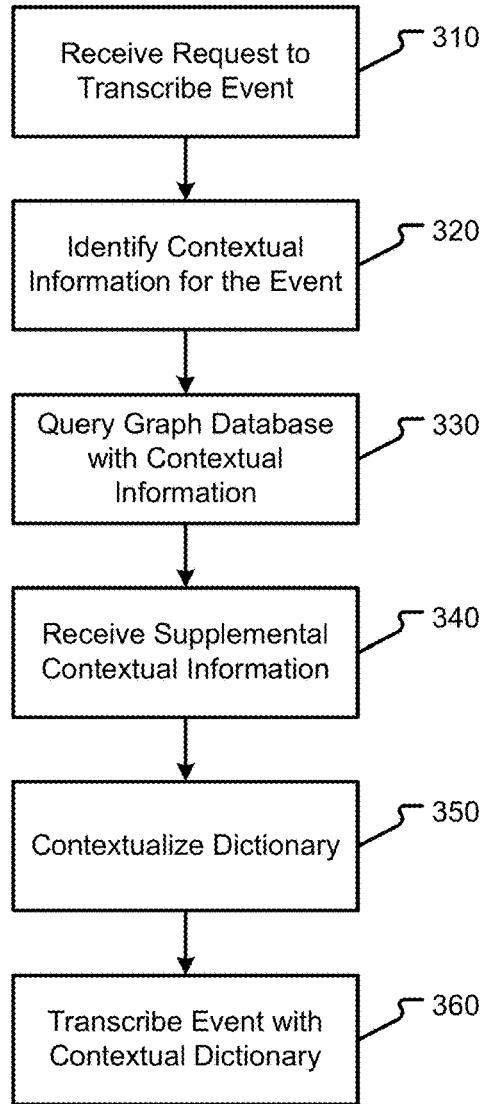 Receive Request to
Transcribe Event
310
Identify Contextual
Information for the Event
320
Query Graph Database
with Contextual
Information
330
Receive Supplemental
Contextual Information
340
Contextualize Dictionary
350
Transcribe Event with
Contextual Dictionary
360